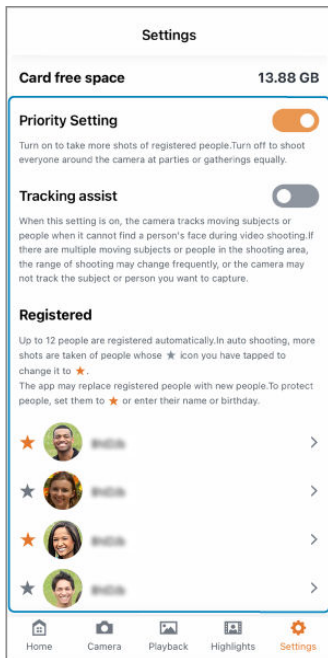 Settings
Card free space 13.88 GB
Priority Setting
Turn on to take more shots of registered people.Turn off to shoot
everyone around the camera at parties or gatherings equally.
Tracking assist
When this setting is on, the camera tracks moving subjects or
people when it cannot find a person's face during video shooting.If
there are multiple moving subjects or people in the shooting area,
the range of shooting may change frequently, or the camera may
not track the subject or person you want to capture.
Registered
Up to 12 people are registered automatically.In auto shooting, more
shots are taken of people whose ★ icon you have tapped to
change it to ★.
The app may replace registered people with new people.To protect
people, set them to ★ or enter their name or birthday.
Home Camera Playback Highlights Settings